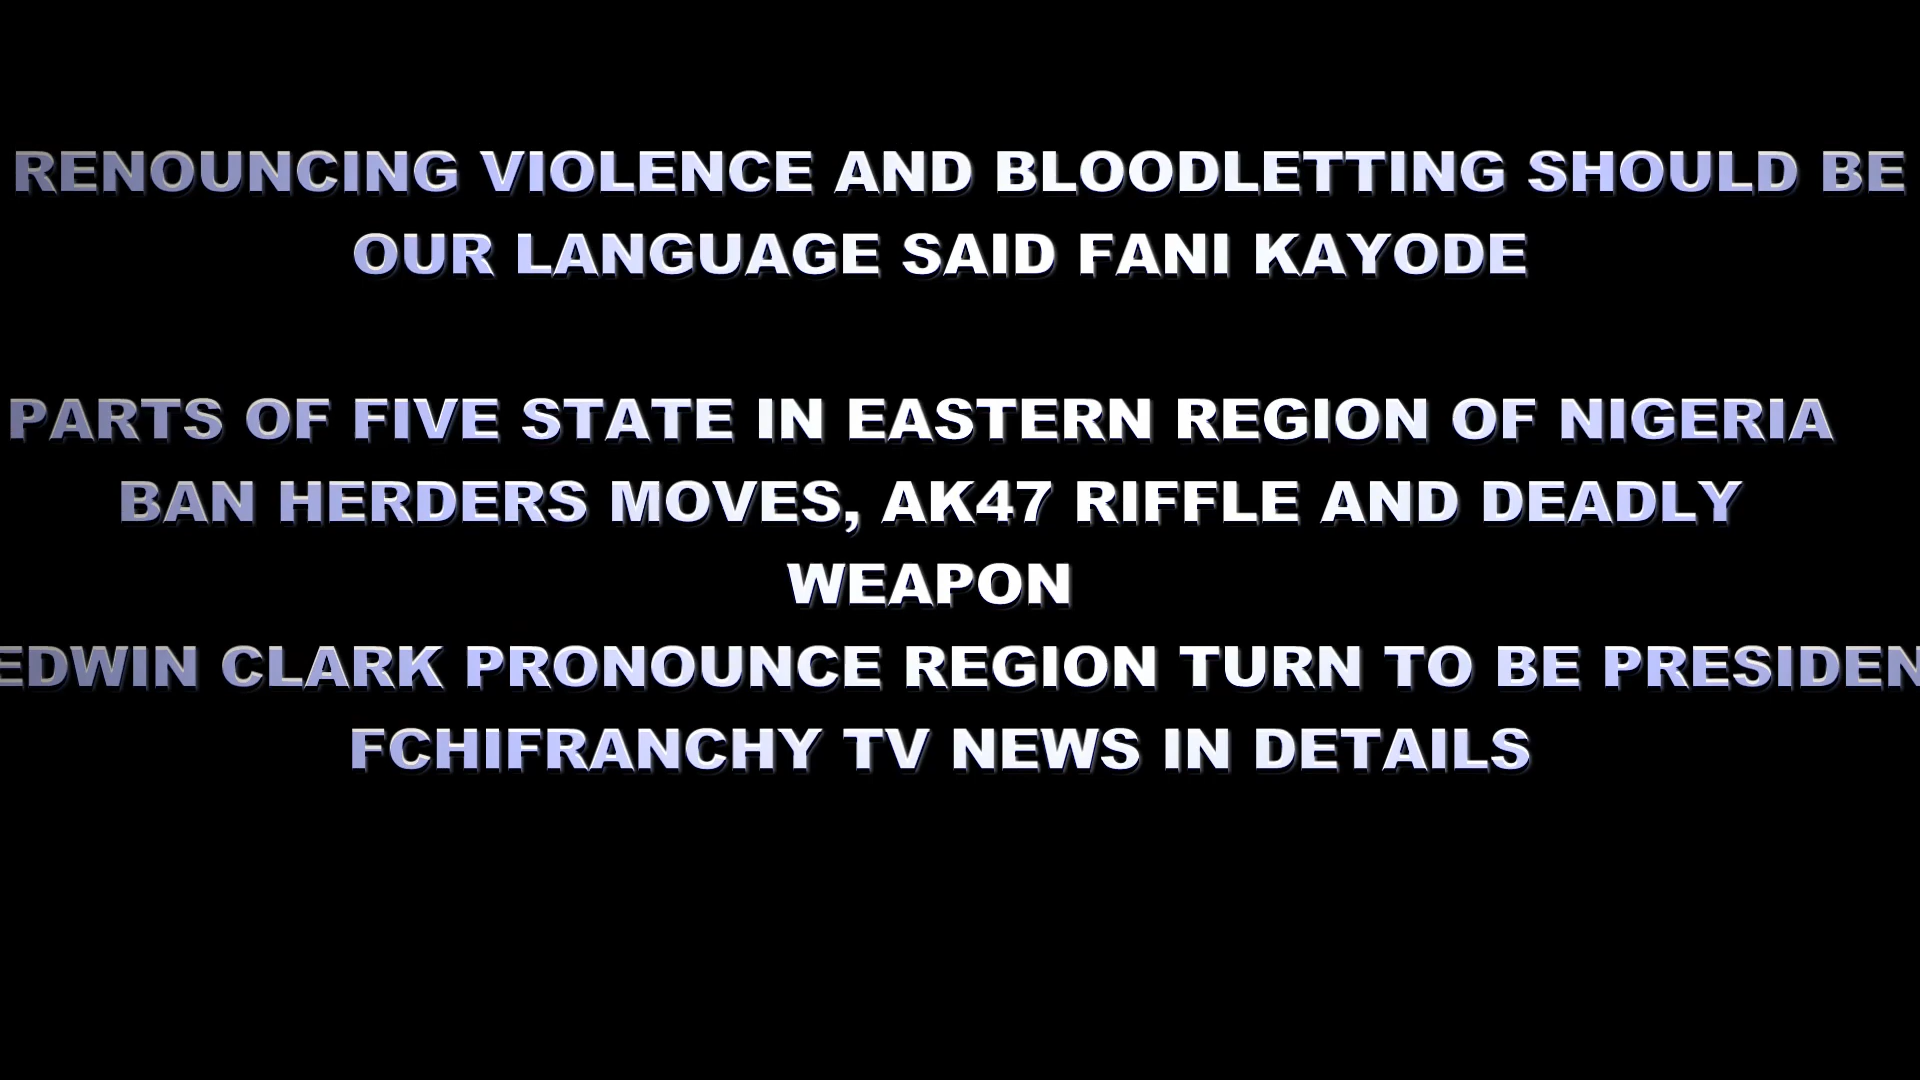 RENOUNCING VIOLENCE AND BLOODLETTING SHOULD BE
OUR LANGUAGE SAID FANI KAYODE
PARTS OF FIVE STATE IN EASTERN REGION OF NIGERIA
BAN HERDERS MOVES, AK47 RIFFLE AND DEADLY
WEAPON
EDWIN CLARK PRONOUNCE REGION TURN TO BE PRESIDEN
FCHIFRANCHY TV NEWS IN DETAILS